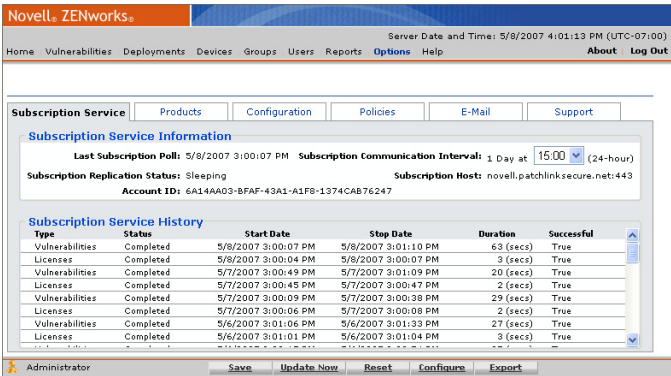 Novell® ZENworks®
Server Date and Time: 5/8/2007 4:01:13 PM (UTC-07:00)
Home Vulnerabilities Deployments Devices Groups Users Reports Options Help About Log Out
Subscription Service Products Configuration Policies E-Mail Support
Subscription Service Information
Last Subscription Poll: 5/8/2007 3:00:07 PM Subscription Communication Interval: 1 Day at 15:00 (24-hour)
Subscription Replication Status: Sleeping Subscription Host: novell.patchlinksecure.net:443
Account ID: 6A14AA03-BFAF-43A1-A1F8-1374CAB76247
Subscription Service History
Type Status Start Date Stop Date Duration Successful
Vulnerabilities Completed 5/8/2007 3:00:07 PM 5/8/2007 3:01:10 PM 63 (secs) True
Licenses Completed 5/8/2007 3:00:04 PM 5/8/2007 3:00:07 PM 3 (secs) True
Vulnerabilities Completed 5/7/2007 3:00:49 PM 5/7/2007 3:01:09 PM 20 (secs) True
Licenses Completed 5/7/2007 3:00:45 PM 5/7/2007 3:00:47 PM 2 (secs) True
Vulnerabilities Completed 5/7/2007 3:00:09 PM 5/7/2007 3:00:38 PM 29 (secs) True
Licenses Completed 5/7/2007 3:00:06 PM 5/7/2007 3:00:08 PM 2 (secs) True
Vulnerabilities Completed 5/6/2007 3:01:06 PM 5/6/2007 3:01:33 PM 27 (secs) True
Licenses Completed 5/6/2007 3:01:01 PM 5/6/2007 3:01:04 PM 3 (secs) True
Administrator Save Update Now Reset Configure Export